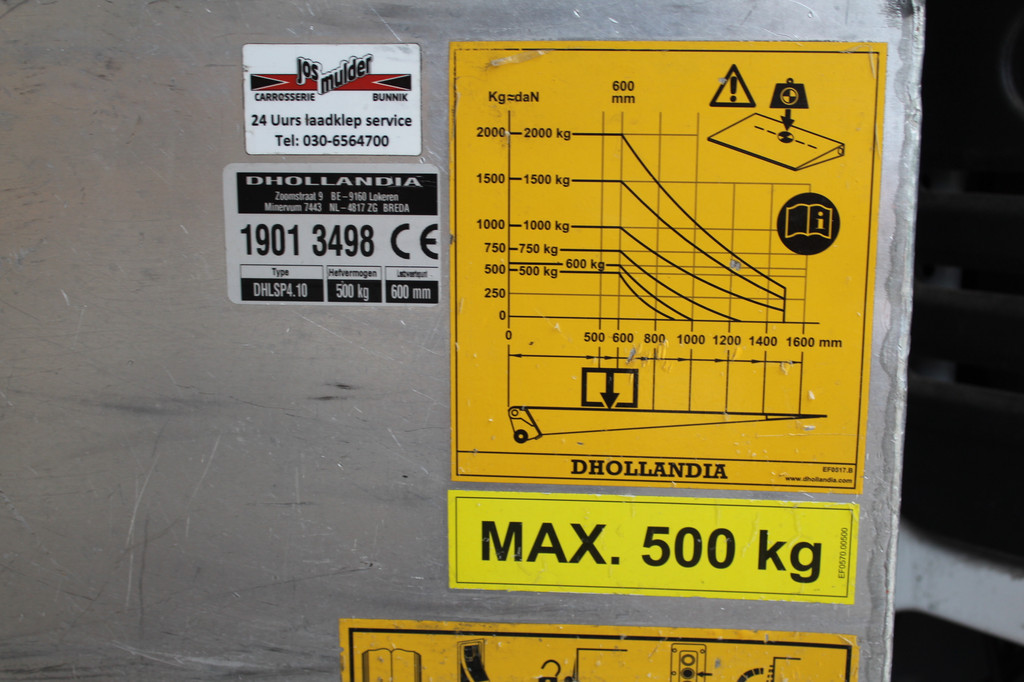 Jos mulder
CARROSSERIE BUNNIK
24 Uurs laadklep service
Tel: 030-6564700
DHOLLANDIA
Zoomstraat 9 BE-9160 Lokeren
Minervum 7443 NL-4817 ZG BREDA
1901 3498 CE
Type Hefvermogen Lastzwaartepunt
DHLSP4.10 500 kg 600 mm
Kg=daN
600
mm
2000 2000 kg
1500 1500 kg
1000 1000 kg
750 750 kg
600 kg
500 500 kg
250
0
0 500 600 800 1000 1200 1400 1600 mm
DHOLLANDIA
EF0317.B
www.dhollandia.com
MAX. 500 kg
EF0570.00500